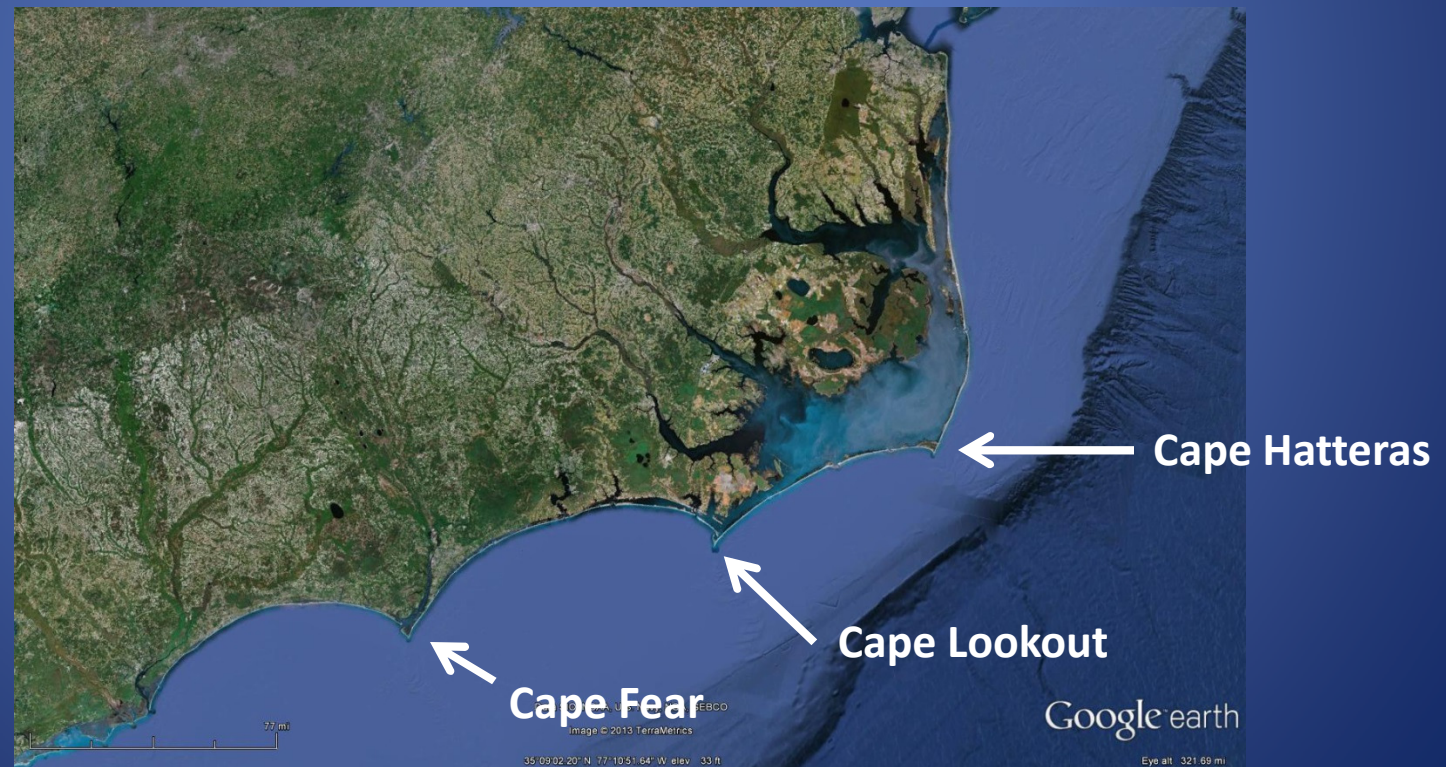 Cape Hatteras
Cape Lookout
Cape Fear
EBCO
Image © 2013 TerraMetrics
77 mi
Google earth
35°09'02.20" N 77°10'51.64" W elev 33 ft
Eye alt 321.69 mi